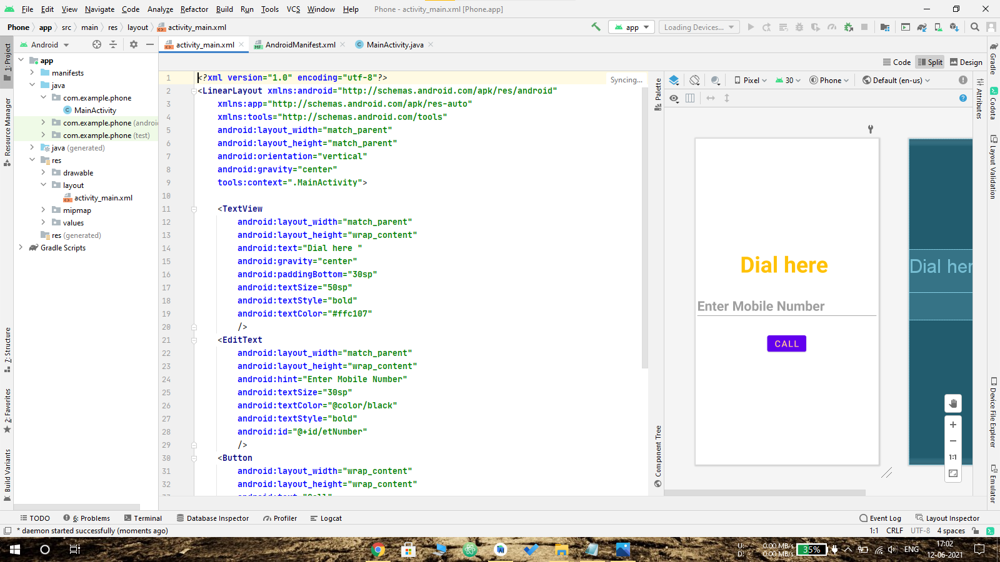 File Edit View Navigate Code Analyze Refactor Build Run Tools VCS Window Help Phone - activity_main.xml [Phone.app]
Phone app src main res layout activity_main.xml app Loading Devices...
1: Project Android activity_main.xml AndroidManifest.xml MainActivity.java Gradle
app
manifests
java
com.example.phone
MainActivity
com.example.phone (androi
com.example.phone (test)
java (generated)
res
drawable
layout
activity_main.xml
mipmap
values
res (generated)
Gradle Scripts
Resource Manager
7: Structure
2: Favorites
Build Variants
Code Split Design
1 <?xml version="1.0" encoding="utf-8"?> Syncing...
2 <LinearLayout xmlns:android="http://schemas.android.com/apk/res/android"
3 xmlns:app="http://schemas.android.com/apk/res-auto"
4 xmlns:tools="http://schemas.android.com/tools"
5 android:layout_width="match_parent"
6 android:layout_height="match_parent"
7 android:orientation="vertical"
8 android:gravity="center"
9 tools:context=".MainActivity">
10
11 <TextView
12 android:layout_width="match_parent"
13 android:layout_height="wrap_content"
14 android:text="Dial here "
15 android:gravity="center"
16 android:paddingBottom="30sp"
17 android:textSize="50sp"
18 android:textStyle="bold"
19 android:textColor="#ffc107"
20 />
21 <EditText
22 android:layout_width="match_parent"
23 android:layout_height="wrap_content"
24 android:hint="Enter Mobile Number"
25 android:textSize="30sp"
26 android:textColor="@color/black"
27 android:textStyle="bold"
28 android:id="@+id/etNumber"
29 />
30 <Button
31 android:layout_width="wrap_content"
32 android:layout_height="wrap_content"
Palette
Component Tree
Pixel 30 Phone Default (en-us)
Dial here
Enter Mobile Number
CALL
Dial her
1:1
Attributes
Codota
Layout Validation
Device File Explorer
Emulator
TODO 6: Problems Terminal Database Inspector Profiler Logcat Event Log Layout Inspector
* daemon started successfully (moments ago) 1:1 CRLF UTF-8 4 spaces
U: 0.00 MB/s
D: 0.00 MB/s
35%
ENG
17:02
12-06-2021